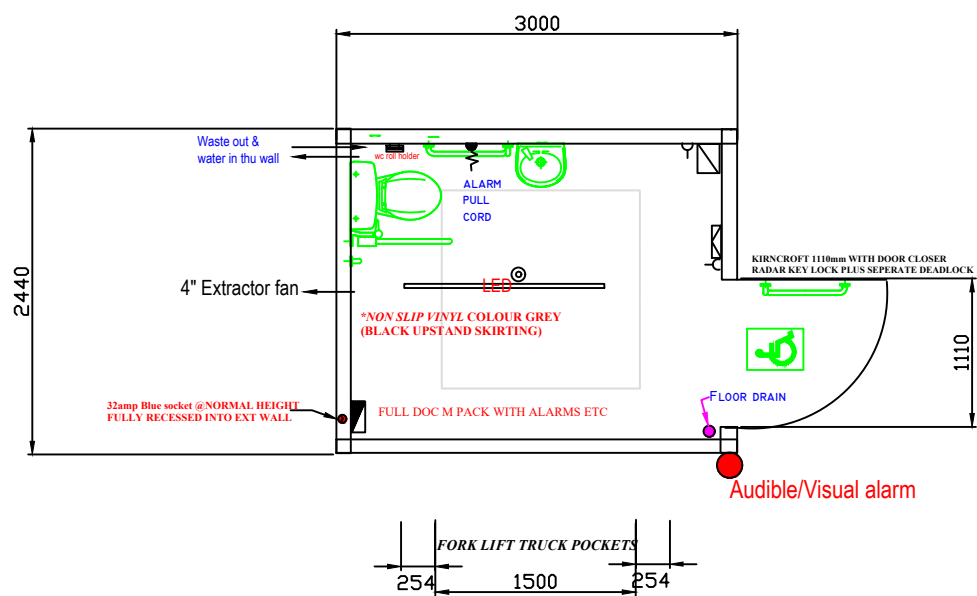 3000
Waste out &
water in thu wall
wc roll holder
ALARM
PULL
CORD
2440
4" Extractor fan
LED
KIRNCROFT 1110mm WITH DOOR CLOSER
RADAR KEY LOCK PLUS SEPERATE DEADLOCK
*NON SLIP VINYL COLOUR GREY
(BLACK UPSTAND SKIRTING)
1110
32amp Blue socket @NORMAL HEIGHT
FULLY RECESSED INTO EXT WALL
FULL DOC M PACK WITH ALARMS ETC
FLOOR DRAIN
Audible/Visual alarm
FORK LIFT TRUCK POCKETS
254
1500
254